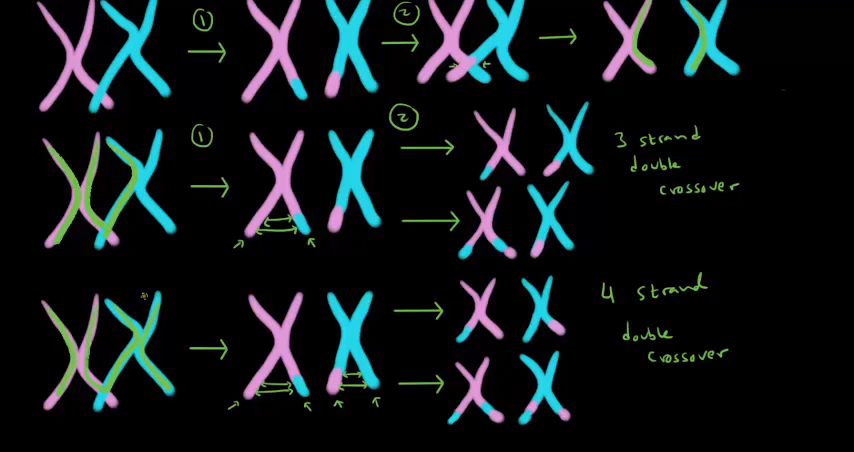 1
2
1
2
3 strand
double
crossover
4 strand
double
crossover